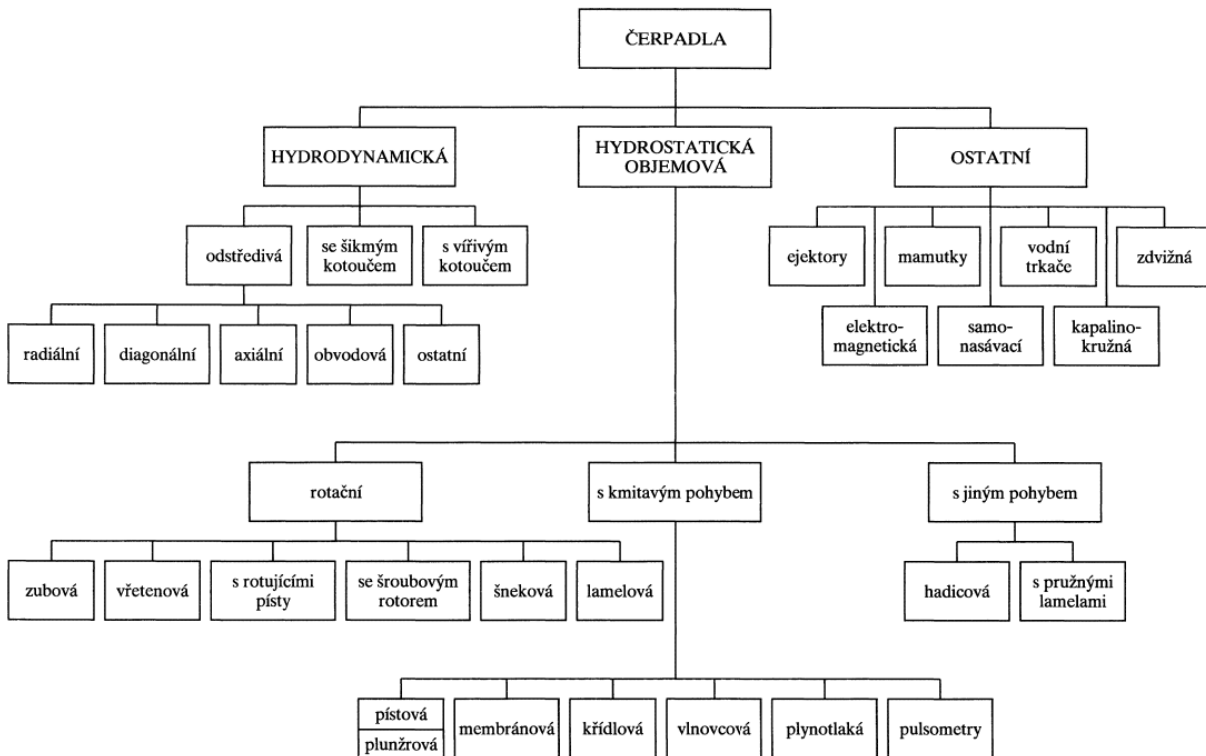 ČERPADLA
HYDRODYNAMICKÁ
HYDROSTATICKÁ
OBJEMOVÁ
OSTATNÍ
odstředivá
se šikmým
kotoučem
s vířivým
kotoučem
ejektory
mamutky
vodní
trkače
zdvižná
radiální
diagonální
axiální
obvodová
ostatní
elektro-
magnetická
samo-
nasávací
kapalino-
kružná
rotační
s kmitavým pohybem
s jiným pohybem
zubová
vřetenová
s rotujícími
písty
se šroubovým
rotorem
šneková
lamelová
hadicová
s pružnými
lamelami
pístová
plunžrová
membránová
křídlová
vlnovcová
plynotlaká
pulsometry